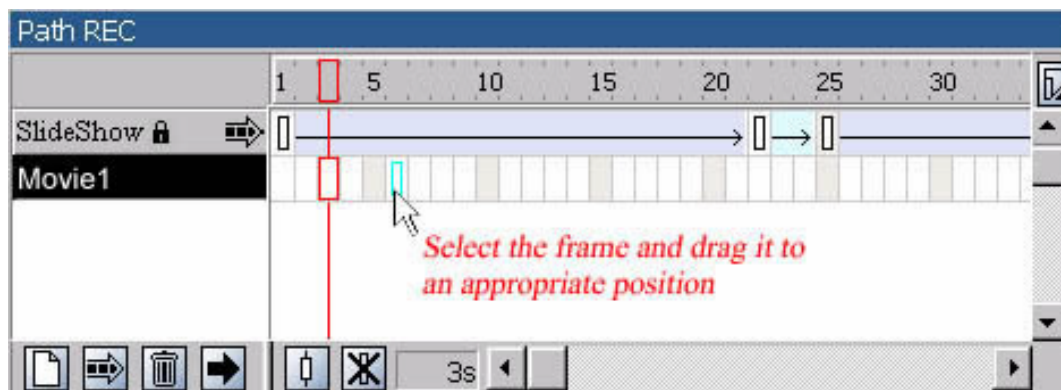 Path REC
1 5 10 15 20 25 30
SlideShow
Movie1
Select the frame and drag it to
an appropriate position
3s